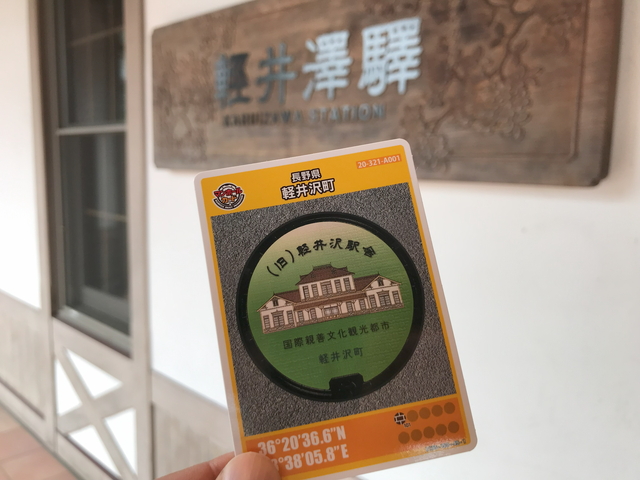 軽井澤驛
KARUIZAWA STATION
長野県
軽井沢町
20-321-A001
(旧)軽井沢駅舎
国際親善文化観光都市
軽井沢町
36°20'36.6"N
°38'05.8"E